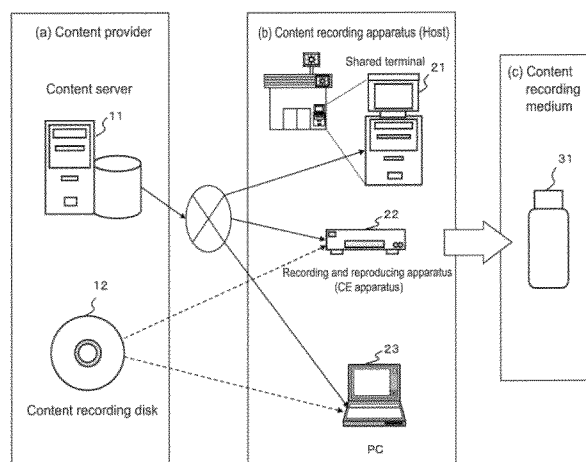 (a) Content provider
Content server
11
12
Content recording disk
(b) Content recording apparatus (Host)
Shared terminal
21
22
Recording and reproducing apparatus
(CE apparatus)
23
PC
(c) Content
recording
medium
31